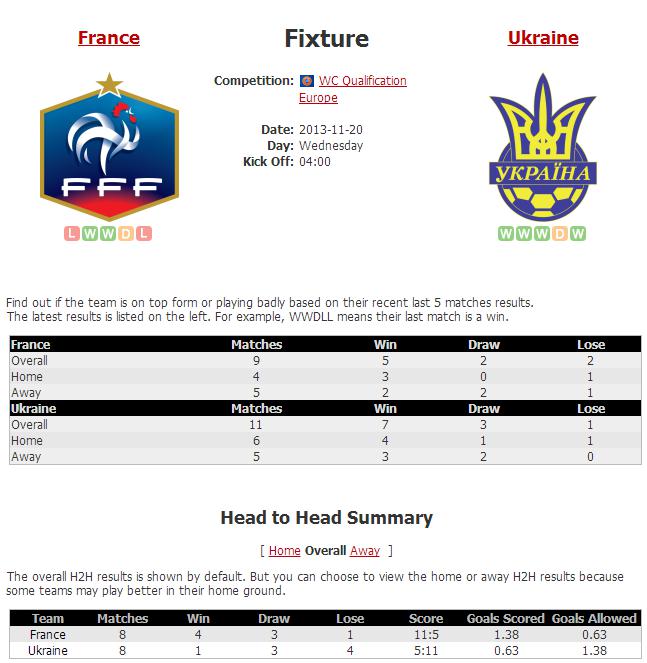 France
Fixture
Ukraine
Competition: WC Qualification
Europe
Date: 2013-11-20
Day: Wednesday
Kick Off: 04:00
FFF
УКРАЇНА
L W W D L
W W W D W
Find out if the team is on top form or playing badly based on their recent last 5 matches results.
The latest results is listed on the left. For example, WWDLL means their last match is a win.
France Matches Win Draw Lose
Overall 9 5 2 2
Home 4 3 0 1
Away 5 2 2 1
Ukraine Matches Win Draw Lose
Overall 11 7 3 1
Home 6 4 1 1
Away 5 3 2 0
Head to Head Summary
[ Home Overall Away ]
The overall H2H results is shown by default. But you can choose to view the home or away H2H results because
some teams may play better in their home ground.
Team Matches Win Draw Lose Score Goals Scored Goals Allowed
France 8 4 3 1 11:5 1.38 0.63
Ukraine 8 1 3 4 5:11 0.63 1.38